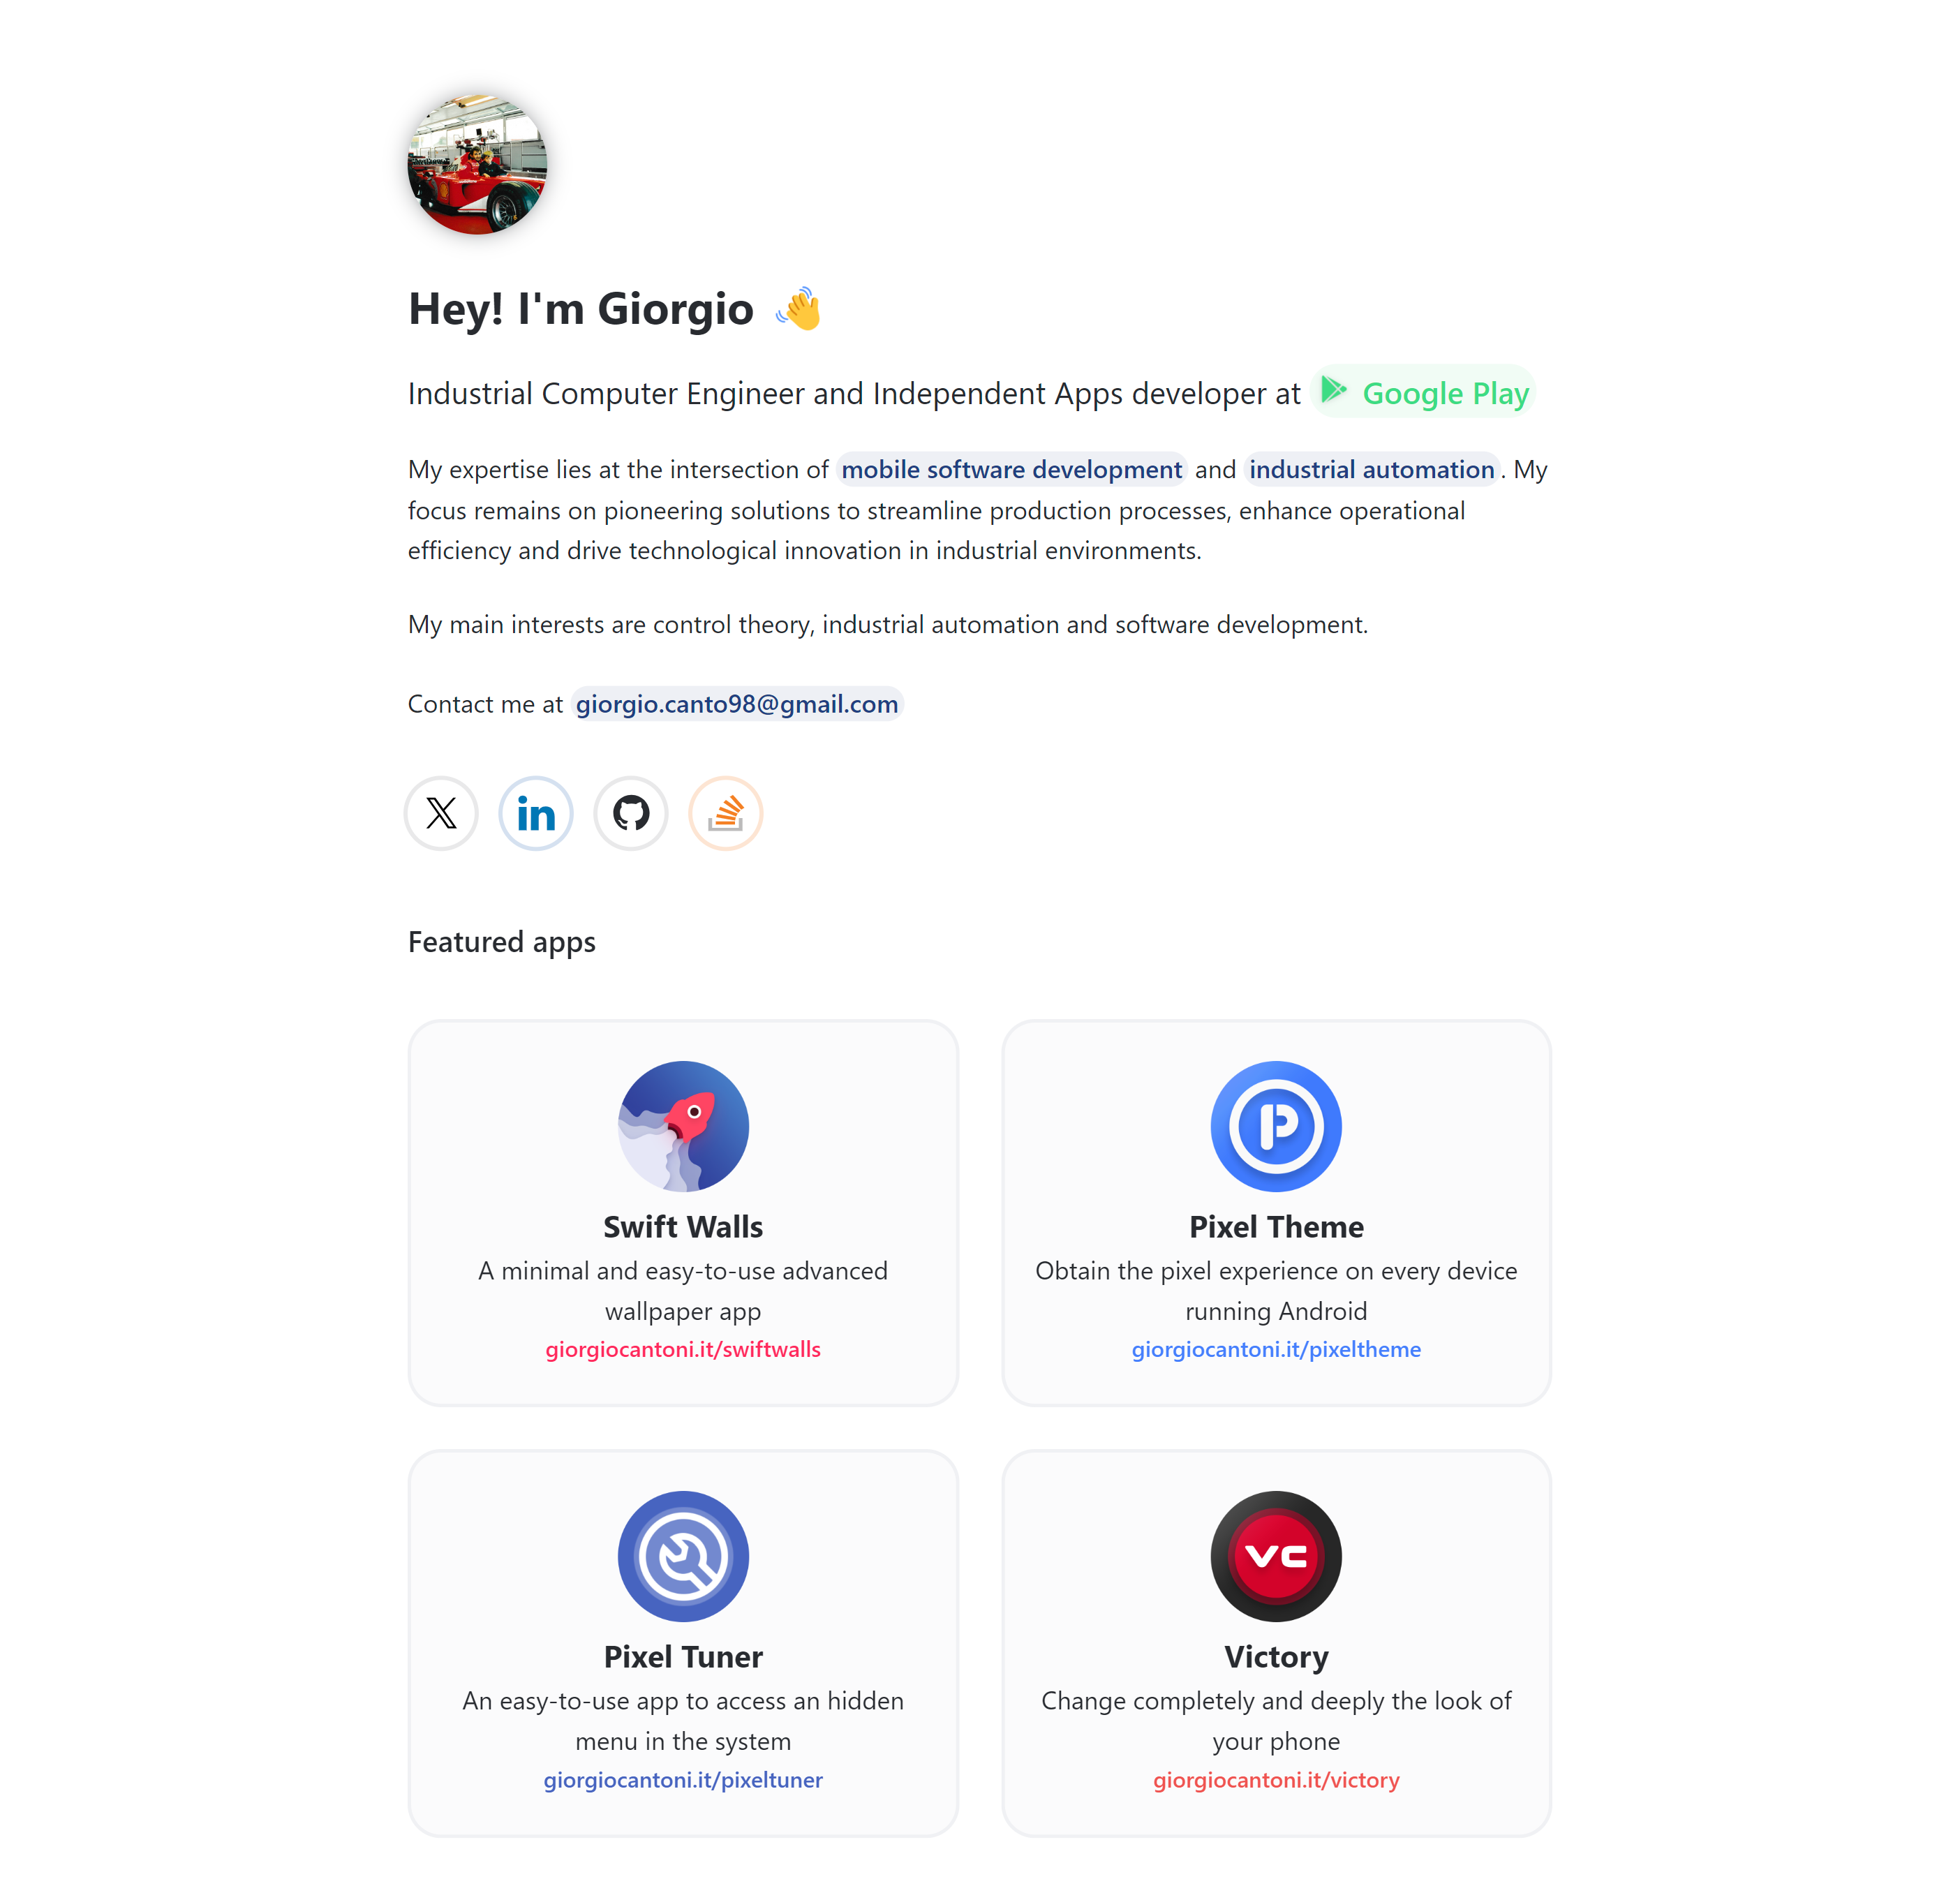 Hey! I'm Giorgio
Industrial Computer Engineer and Independent Apps developer at Google Play
My expertise lies at the intersection of mobile software development and industrial automation. My
focus remains on pioneering solutions to streamline production processes, enhance operational
efficiency and drive technological innovation in industrial environments.
My main interests are control theory, industrial automation and software development.
Contact me at giorgio.canto98@gmail.com
X in
Featured apps
P
Swift Walls
A minimal and easy-to-use advanced
wallpaper app
giorgiocantoni.it/swiftwalls
Pixel Theme
Obtain the pixel experience on every device
running Android
giorgiocantoni.it/pixeltheme
Pixel Tuner
An easy-to-use app to access an hidden
menu in the system
giorgiocantoni.it/pixeltuner
VC
Victory
Change completely and deeply the look of
your phone
giorgiocantoni.it/victory